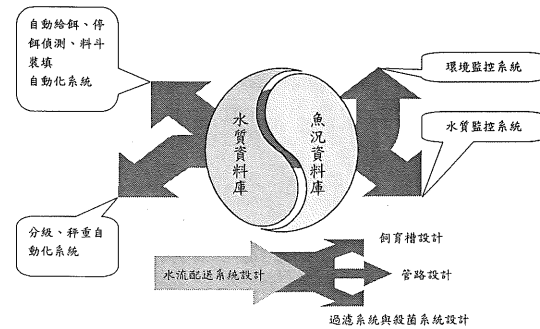 自動給餌、停
餌偵測、料斗
裝填
自動化系統
環境監控系統
水質監控系統
水質資料庫
魚況資料庫
分級、秤重自
動化系統
水流配送系統設計
飼育槽設計
管路設計
過濾系統與殺菌系統設計